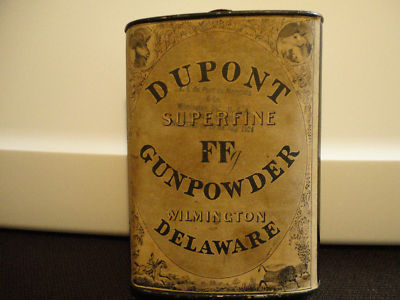 DUPONT
SUPERFINE
FFg
GUNPOWDER
WILMINGTON
DELAWARE